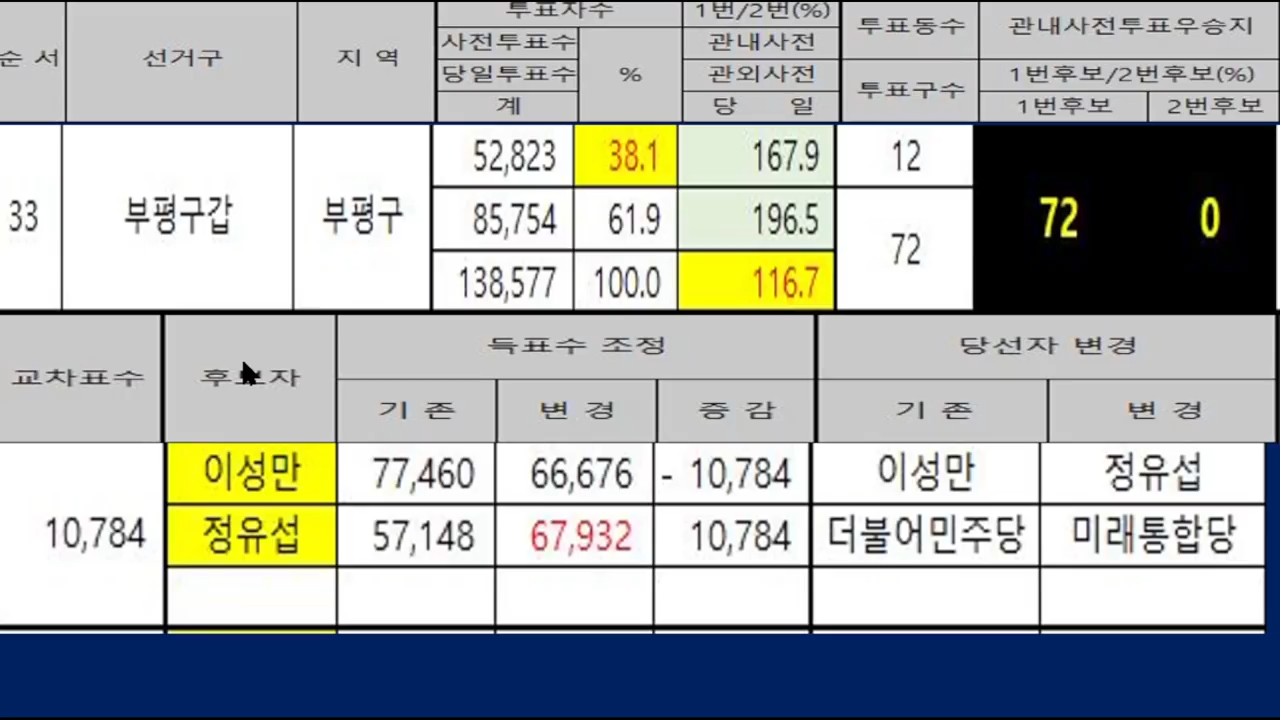 순 서 선거구 지 역 투표자수 1번/2번(%) 투표동수 관내사전투표우승지
사전투표수 % 관내사전
당일투표수 관외사전 투표구수 1번후보/2번후보(%)
계 당 일 1번후보 2번후보
33 부평구갑 부평구 52,823 38.1 167.9 12 72 0
85,754 61.9 196.5 72
138,577 100.0 116.7
교차표수 후보자 득표수 조정 당선자 변경
기 존 변 경 증 감 기 존 변 경
10,784 이성만 77,460 66,676 - 10,784 이성만 정유섭
정유섭 57,148 67,932 10,784 더불어민주당 미래통합당